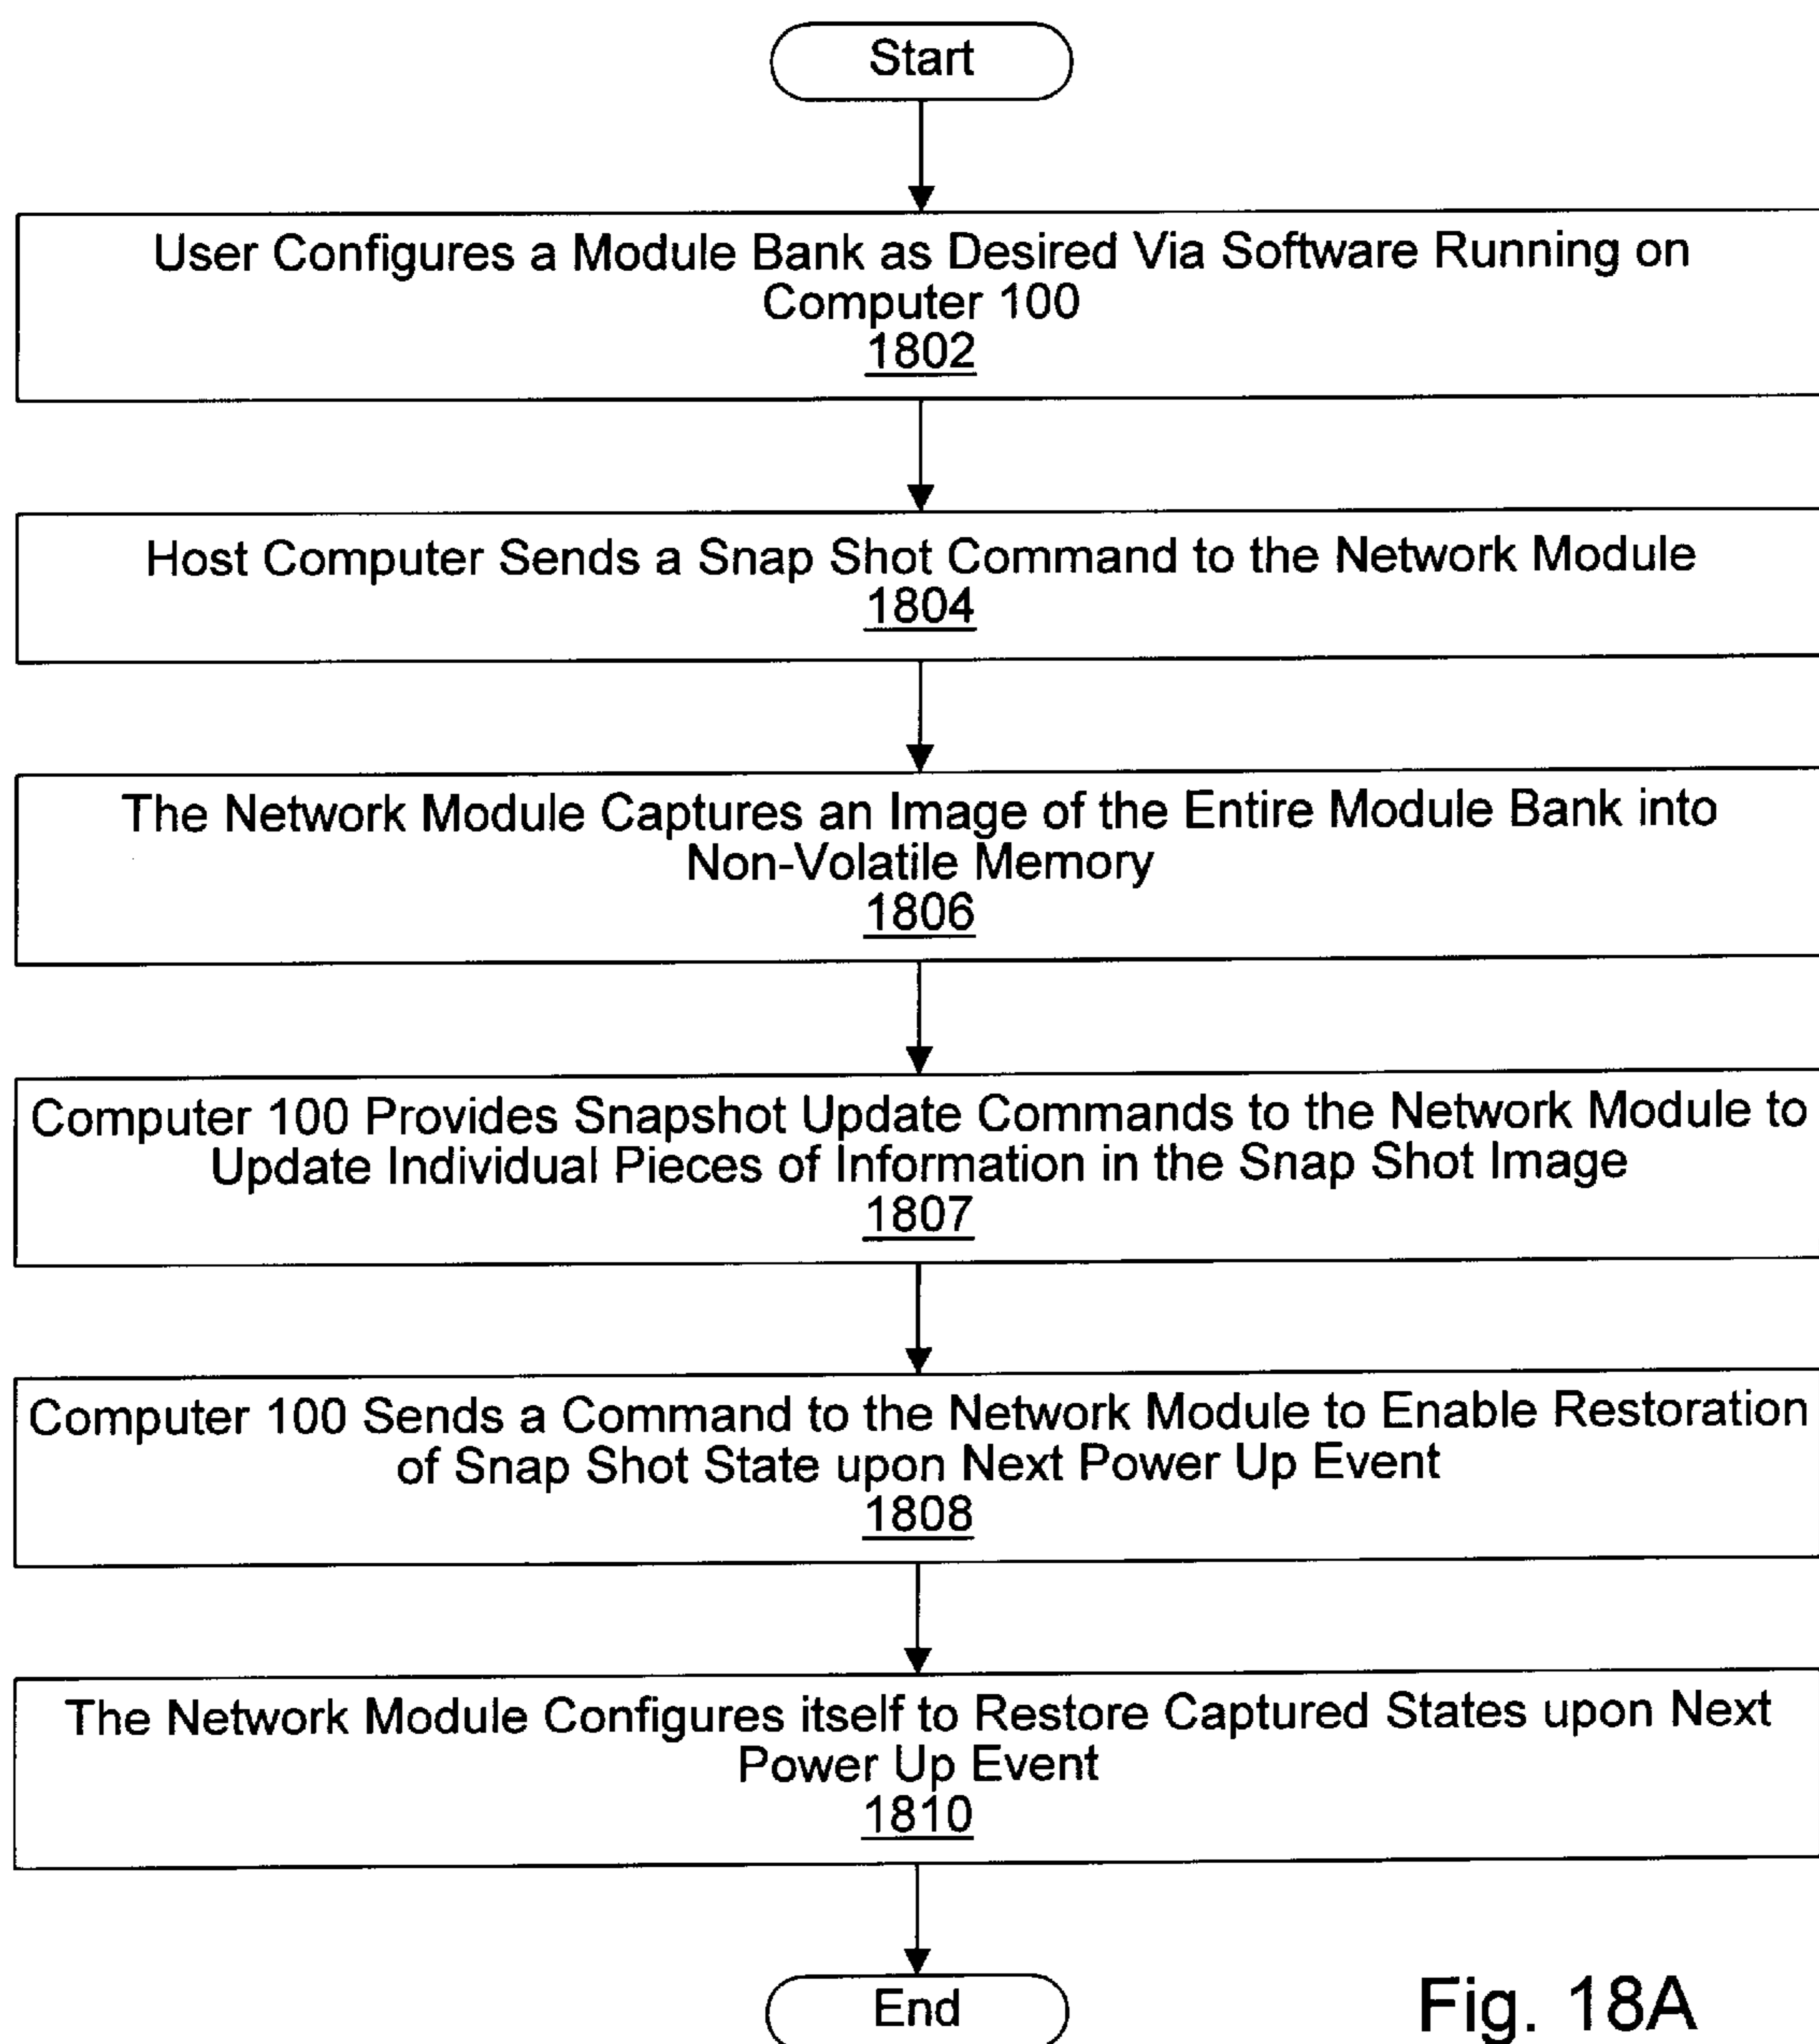 Start
User Configures a Module Bank as Desired Via Software Running on
Computer 100
1802
Host Computer Sends a Snap Shot Command to the Network Module
1804
The Network Module Captures an Image of the Entire Module Bank into
Non-Volatile Memory
1806
Computer 100 Provides Snapshot Update Commands to the Network Module to
Update Individual Pieces of Information in the Snap Shot Image
1807
Computer 100 Sends a Command to the Network Module to Enable Restoration
of Snap Shot State upon Next Power Up Event
1808
The Network Module Configures itself to Restore Captured States upon Next
Power Up Event
1810
End
Fig. 18A